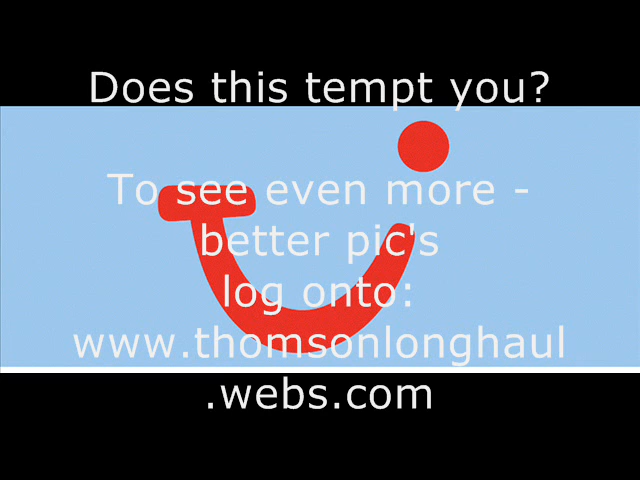 Does this tempt you?
To see even more -
better pic's
log onto:
www.thomsonlonghaul
.webs.com